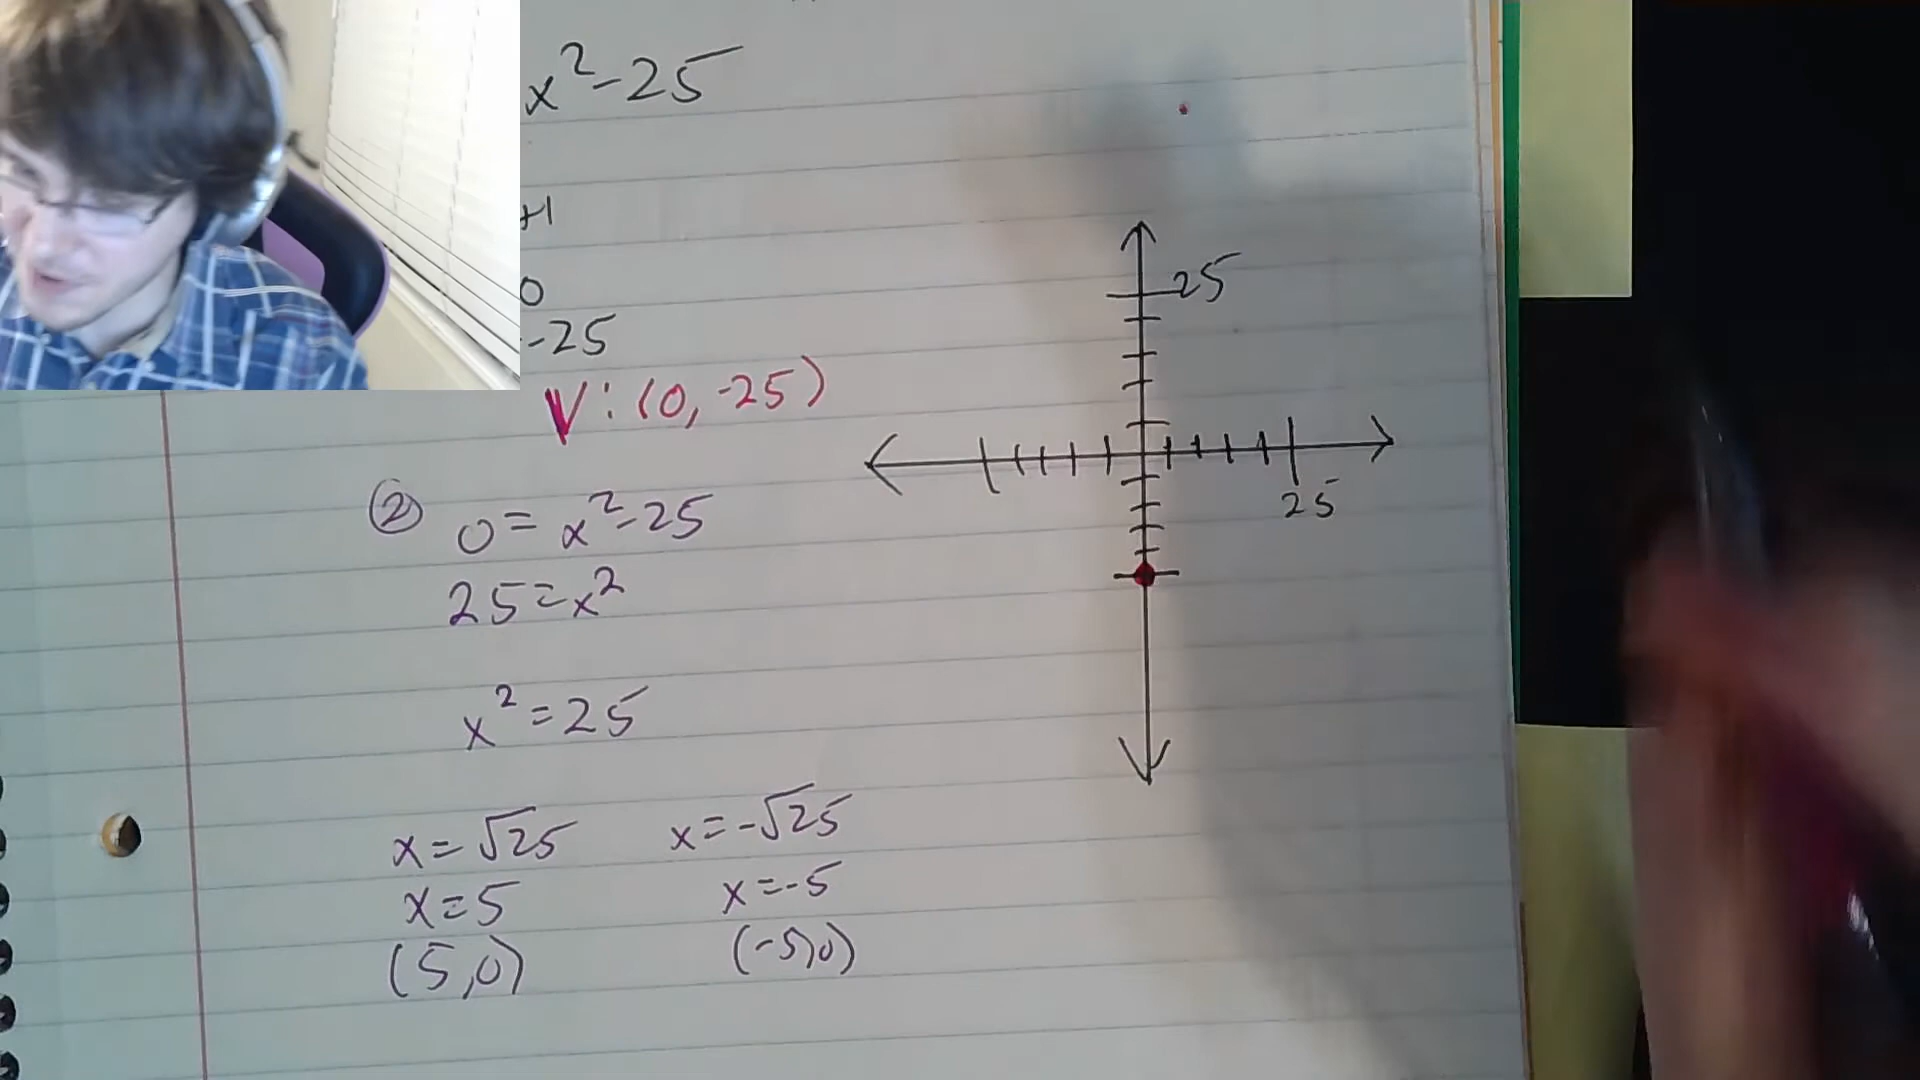 x²-25
+1
0
-25
V: (0, -25)
25
25
② 0 = x²-25
25=x²
x²=25
x=√25 x=-√25
x=5 x=-5
(5,0) (-5,0)